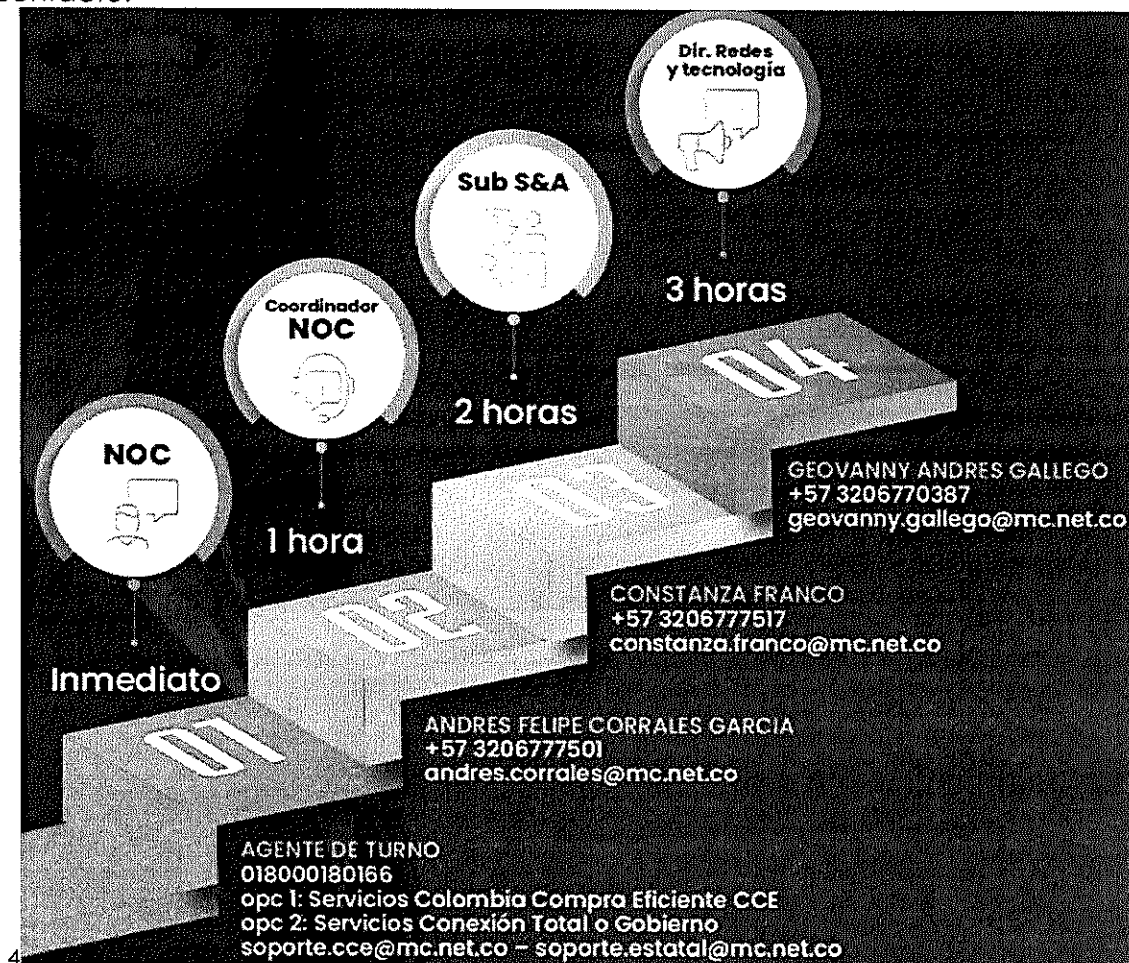 Dir. Redes
y tecnología
3 horas
04
GEOVANNY ANDRES GALLEGO
+57 3206770387
geovanny.gallego@mc.net.co
Sub S&A
2 horas
03
CONSTANZA FRANCO
+57 3206777517
constanza.franco@mc.net.co
Coordinador
NOC
1 hora
02
ANDRES FELIPE CORRALES GARCIA
+57 3206777501
andres.corrales@mc.net.co
NOC
Inmediato
01
AGENTE DE TURNO
018000180166
opc 1: Servicios Colombia Compra Eficiente CCE
opc 2: Servicios Conexión Total o Gobierno
soporte.cce@mc.net.co – soporte.estatal@mc.net.co
4